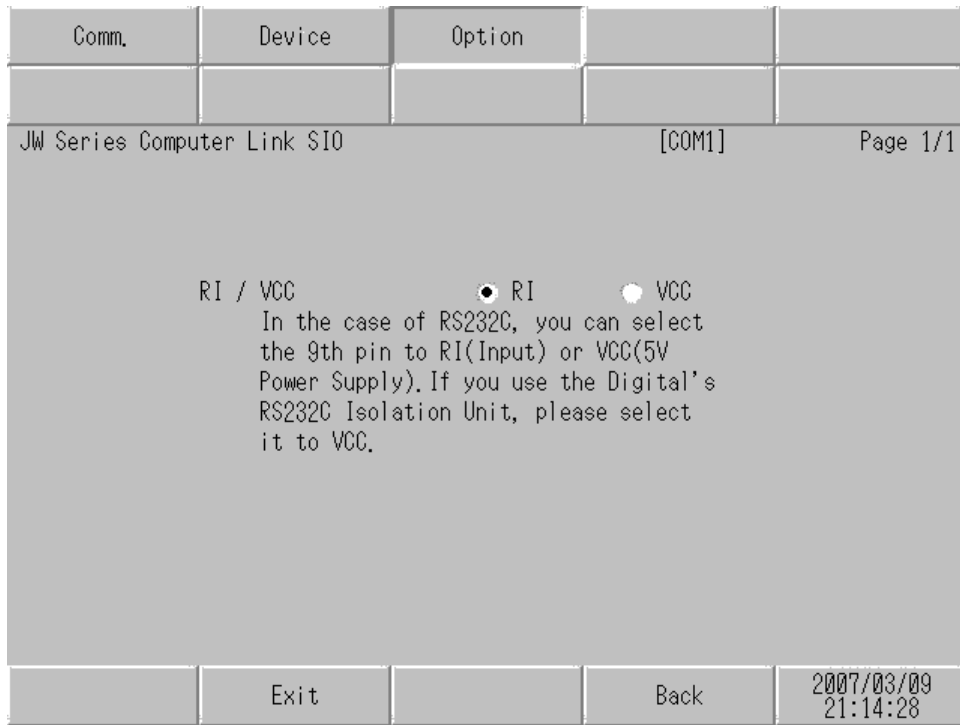 Comm. Device Option
JW Series Computer Link SIO [COM1] Page 1/1
RI / VCC RI VCC
In the case of RS232C, you can select
the 9th pin to RI(Input) or VCC(5V
Power Supply).If you use the Digital's
RS232C Isolation Unit, please select
it to VCC.
Exit Back 2007/03/09
21:14:28